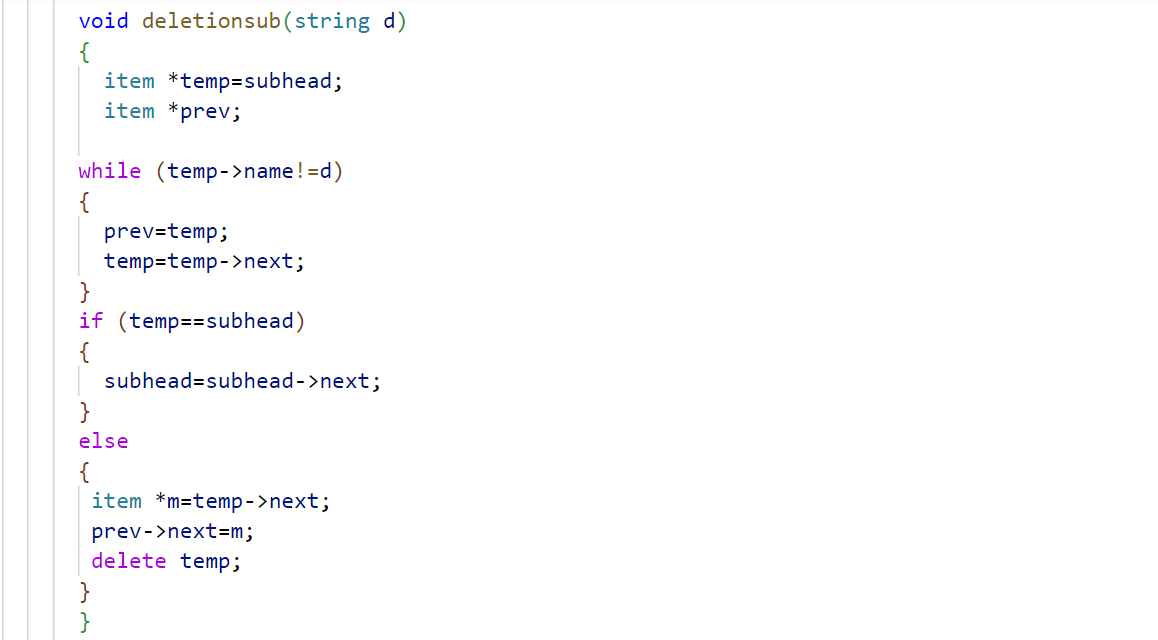 void deletionsub(string d)
{
item *temp=subhead;
item *prev;
while (temp->name!=d)
{
prev=temp;
temp=temp->next;
}
if (temp==subhead)
{
subhead=subhead->next;
}
else
{
item *m=temp->next;
prev->next=m;
delete temp;
}
}